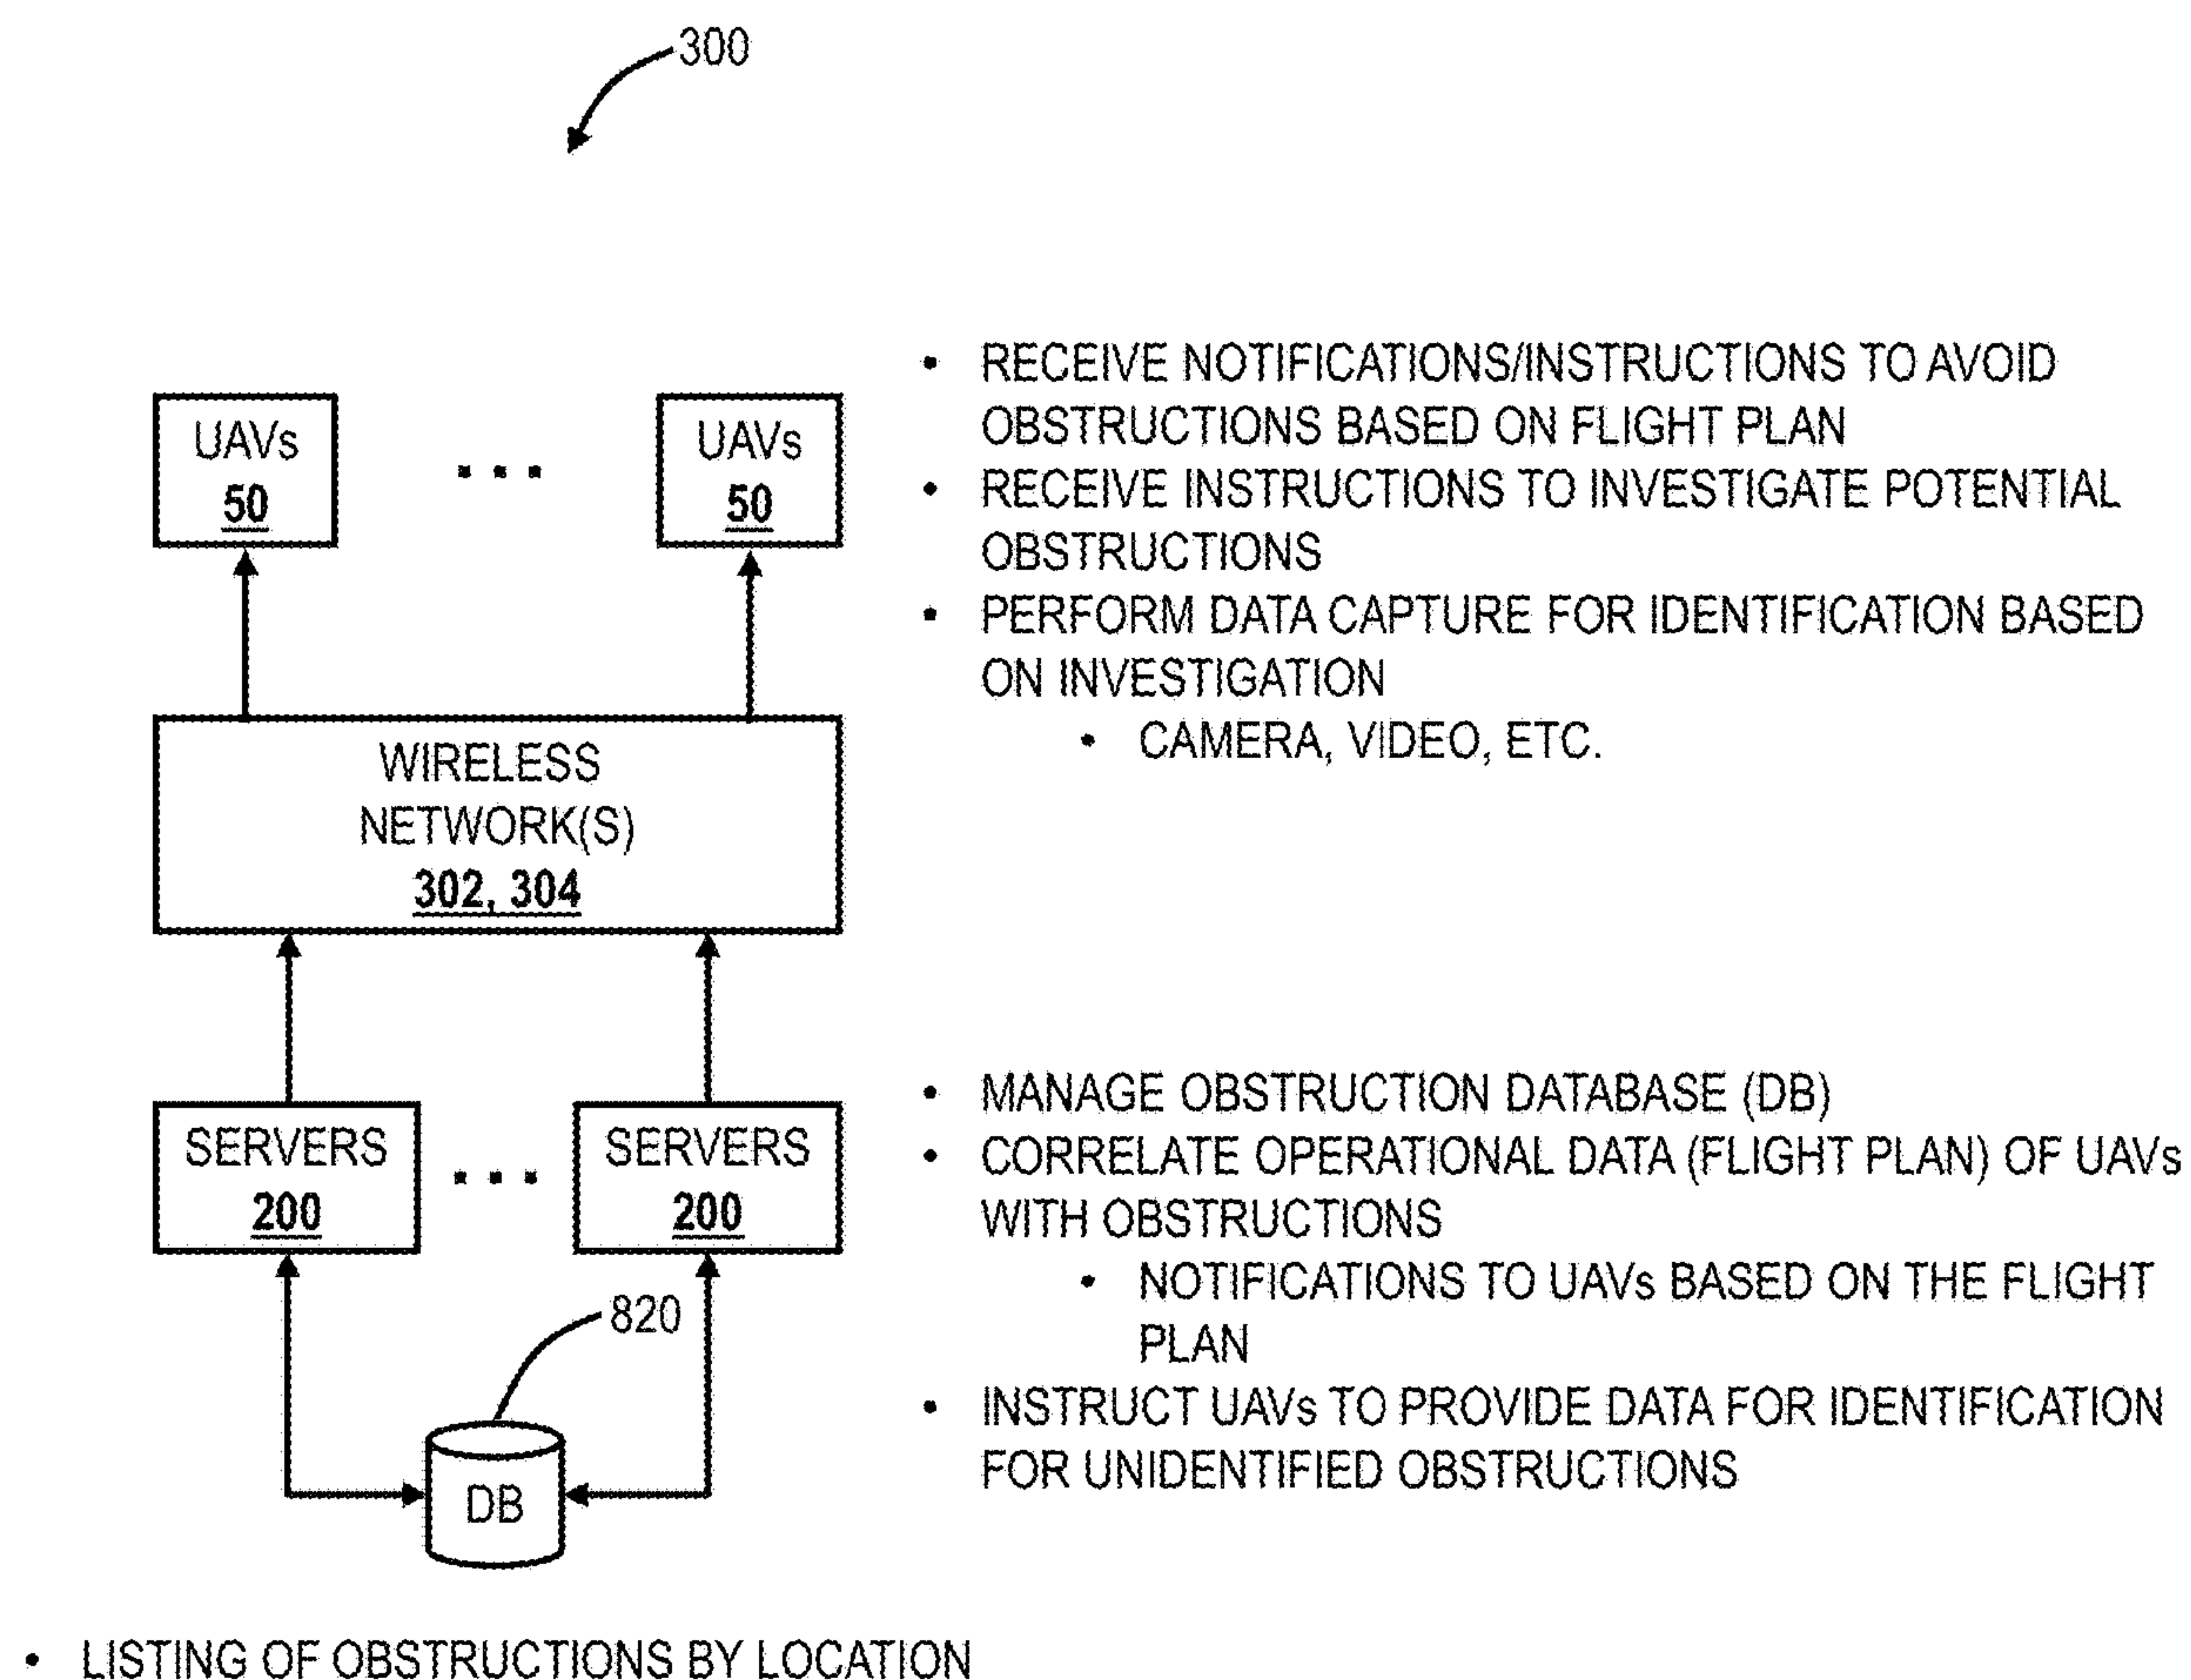 300
UAVs
50
...
UAVs
50
• RECEIVE NOTIFICATIONS/INSTRUCTIONS TO AVOID
OBSTRUCTIONS BASED ON FLIGHT PLAN
• RECEIVE INSTRUCTIONS TO INVESTIGATE POTENTIAL
OBSTRUCTIONS
• PERFORM DATA CAPTURE FOR IDENTIFICATION BASED
ON INVESTIGATION
• CAMERA, VIDEO, ETC.
WIRELESS
NETWORK(S)
302, 304
SERVERS
200
...
SERVERS
200
• MANAGE OBSTRUCTION DATABASE (DB)
• CORRELATE OPERATIONAL DATA (FLIGHT PLAN) OF UAVs
WITH OBSTRUCTIONS
• NOTIFICATIONS TO UAVs BASED ON THE FLIGHT
PLAN
• INSTRUCT UAVs TO PROVIDE DATA FOR IDENTIFICATION
FOR UNIDENTIFIED OBSTRUCTIONS
820
DB
• LISTING OF OBSTRUCTIONS BY LOCATION